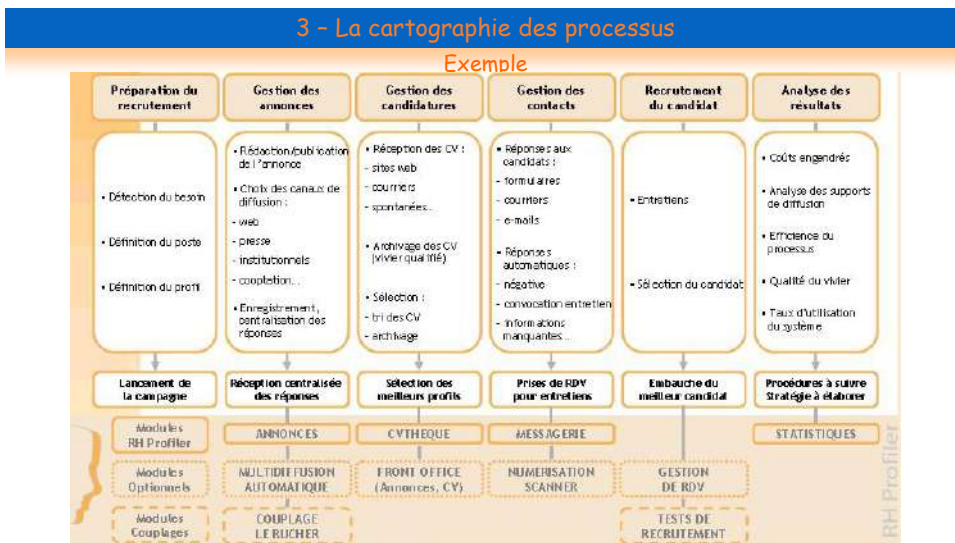 3 – La cartographie des processus
Exemple
Préparation du
recrutement
Gestion des
annonces
Gestion des
candidatures
Gestion des
contacts
Recrutement
du candidat
Analyse des
résultats
• Détection du besoin
• Définition du poste
• Définition du profil
• Rédaction/publication
de l'annonce
• Choix des canaux de
diffusion :
- web
- presse
- institutionnels
- cooptation...
• Enregistrement,
centralisation des
réponses
• Réception des CV :
- sites web
- courriers
- spontanées...
• Archivage des CV
(vivier qualifié)
• Sélection :
- tri des CV
- archivage
• Réponses aux
candidats :
- formulaires
- courriers
- e-mails
• Réponses
automatiques :
- négative
- convocation entretien
- informations
manquantes...
• Entretiens
• Sélection du candidat
• Coûts engendrés
• Analyse des supports
de diffusion
• Efficience du
processus
• Qualité du vivier
• Taux d'utilisation
du système
Lancement de
la campagne
Réception centralisée
des réponses
Sélection des
meilleurs profils
Prises de RDV
pour entretiens
Embauche du
meilleur candidat
Procédures à suivre
Stratégie à élaborer
Modules
RH Profiler
ANNONCES
CVTHEQUE
MESSAGERIE
STATISTIQUES
Modules
Optionnels
MULTIDIFFUSION
AUTOMATIQUE
FRONT OFFICE
(Annonces, CV)
NUMERISATION
SCANNER
GESTION
DE RDV
Modules
Couplages
COUPLAGE
LE RUCHER
TESTS DE
RECRUTEMENT
RH Profiler